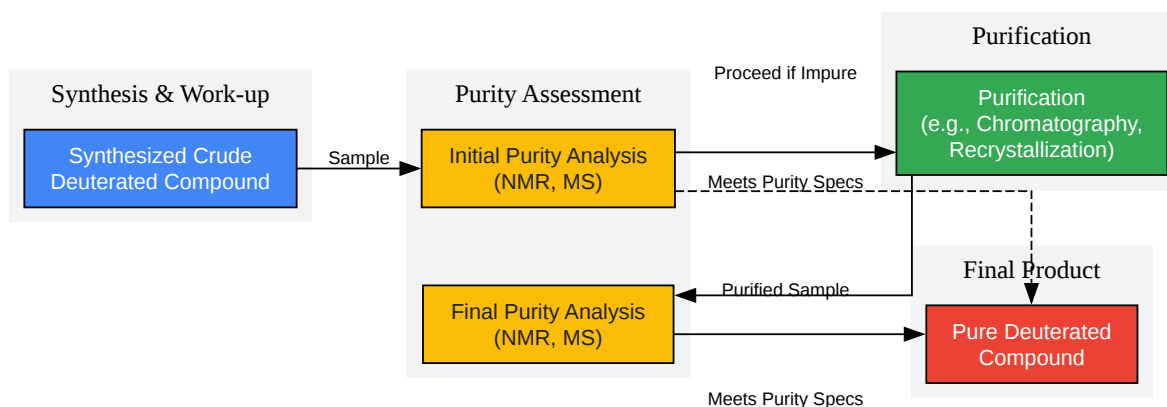 Synthesis & Work-up
Synthesized Crude
Deuterated Compound
Sample
Purity Assessment
Initial Purity Analysis
(NMR, MS)
Proceed if Impure
Meets Purity Specs
Purification
Purification
(e.g., Chromatography,
Recrystallization)
Purified Sample
Final Purity Analysis
(NMR, MS)
Meets Purity Specs
Final Product
Pure Deuterated
Compound